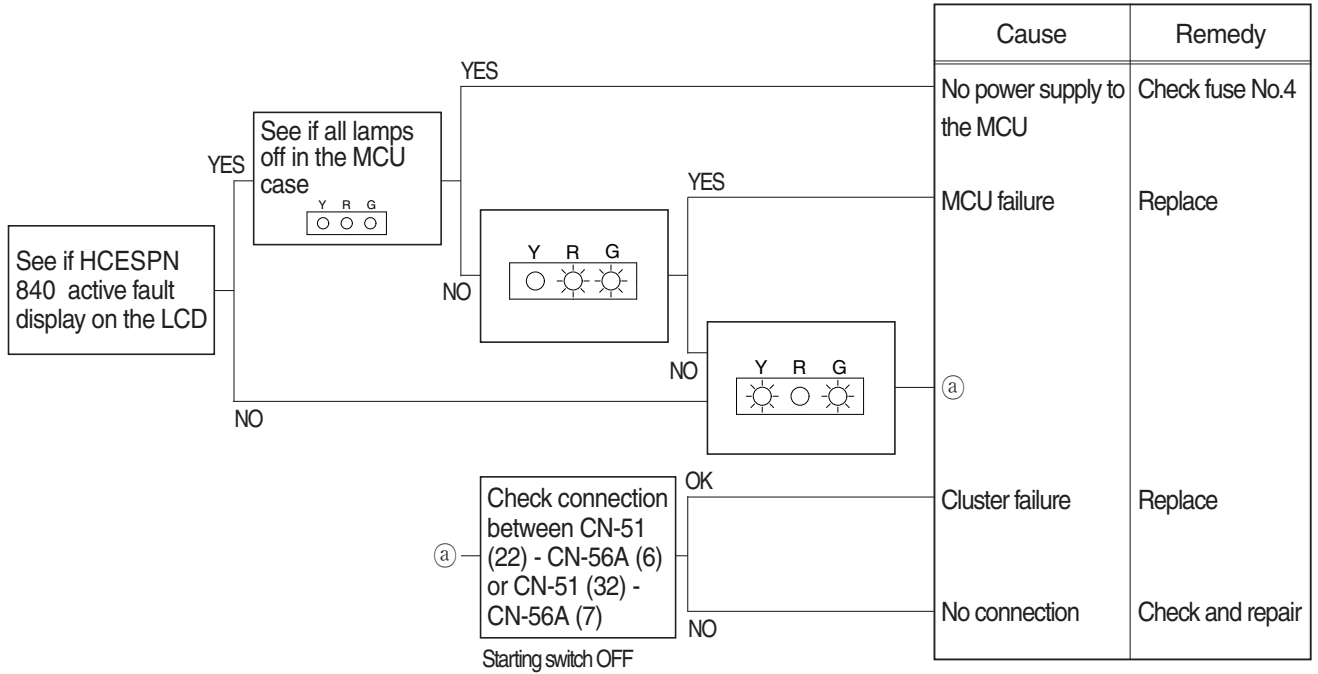 Cause Remedy
YES
No power supply to Check fuse No.4
the MCU
See if all lamps
off in the MCU
case
Y R G
YES
YES
MCU failure Replace
See if HCESPN
840 active fault
display on the LCD
Y R G
NO
NO
Y R G
a
NO
Check connection
between CN-51
(22) - CN-56A (6)
or CN-51 (32) -
CN-56A (7)
a
OK
Cluster failure Replace
NO
No connection Check and repair
Starting switch OFF